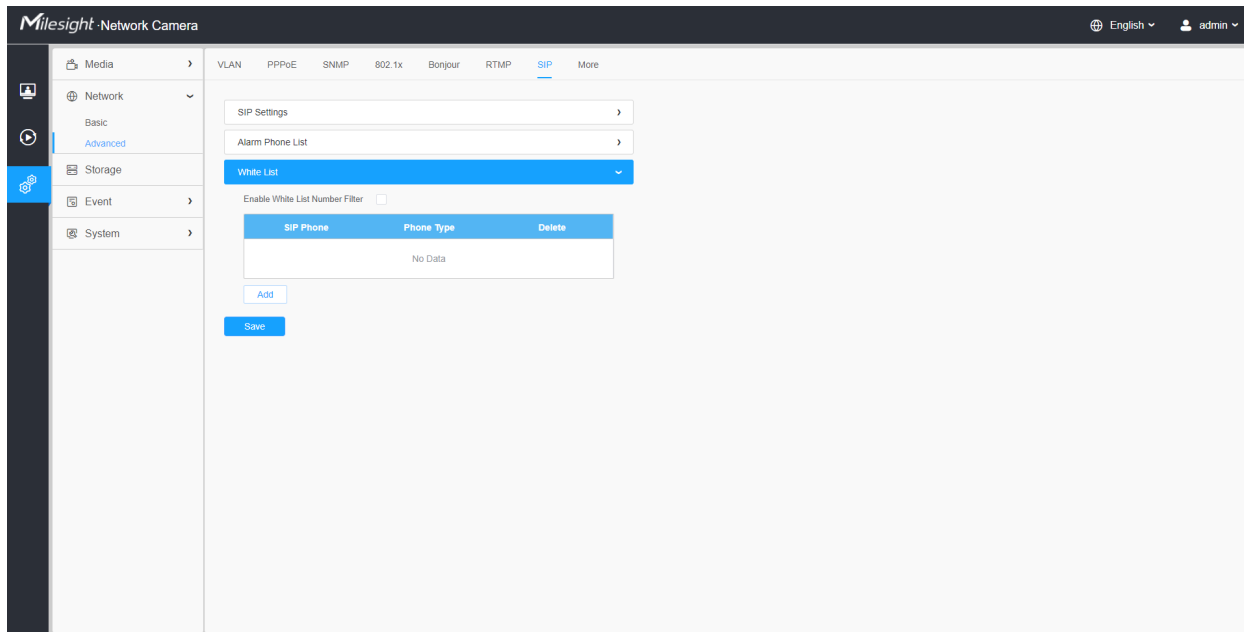 Milesight · Network Camera
English
admin
Media
Network
Basic
Advanced
Storage
Event
System
VLAN PPPoE SNMP 802.1x Bonjour RTMP SIP More
SIP Settings
Alarm Phone List
White List
Enable White List Number Filter
SIP Phone Phone Type Delete
No Data
Add
Save